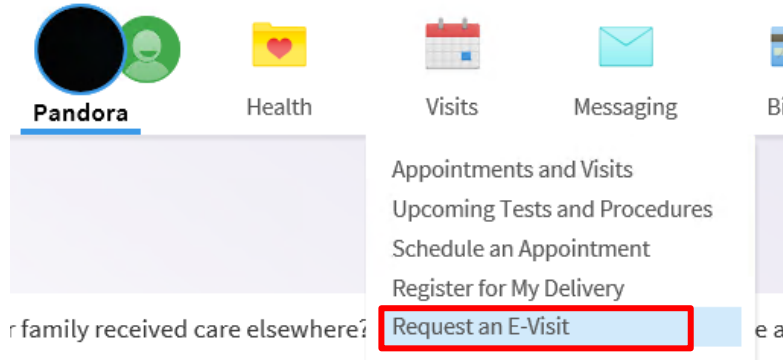 Pandora
Health
Visits
Messaging
Appointments and Visits
Upcoming Tests and Procedures
Schedule an Appointment
Register for My Delivery
Request an E-Visit
family received care elsewhere?